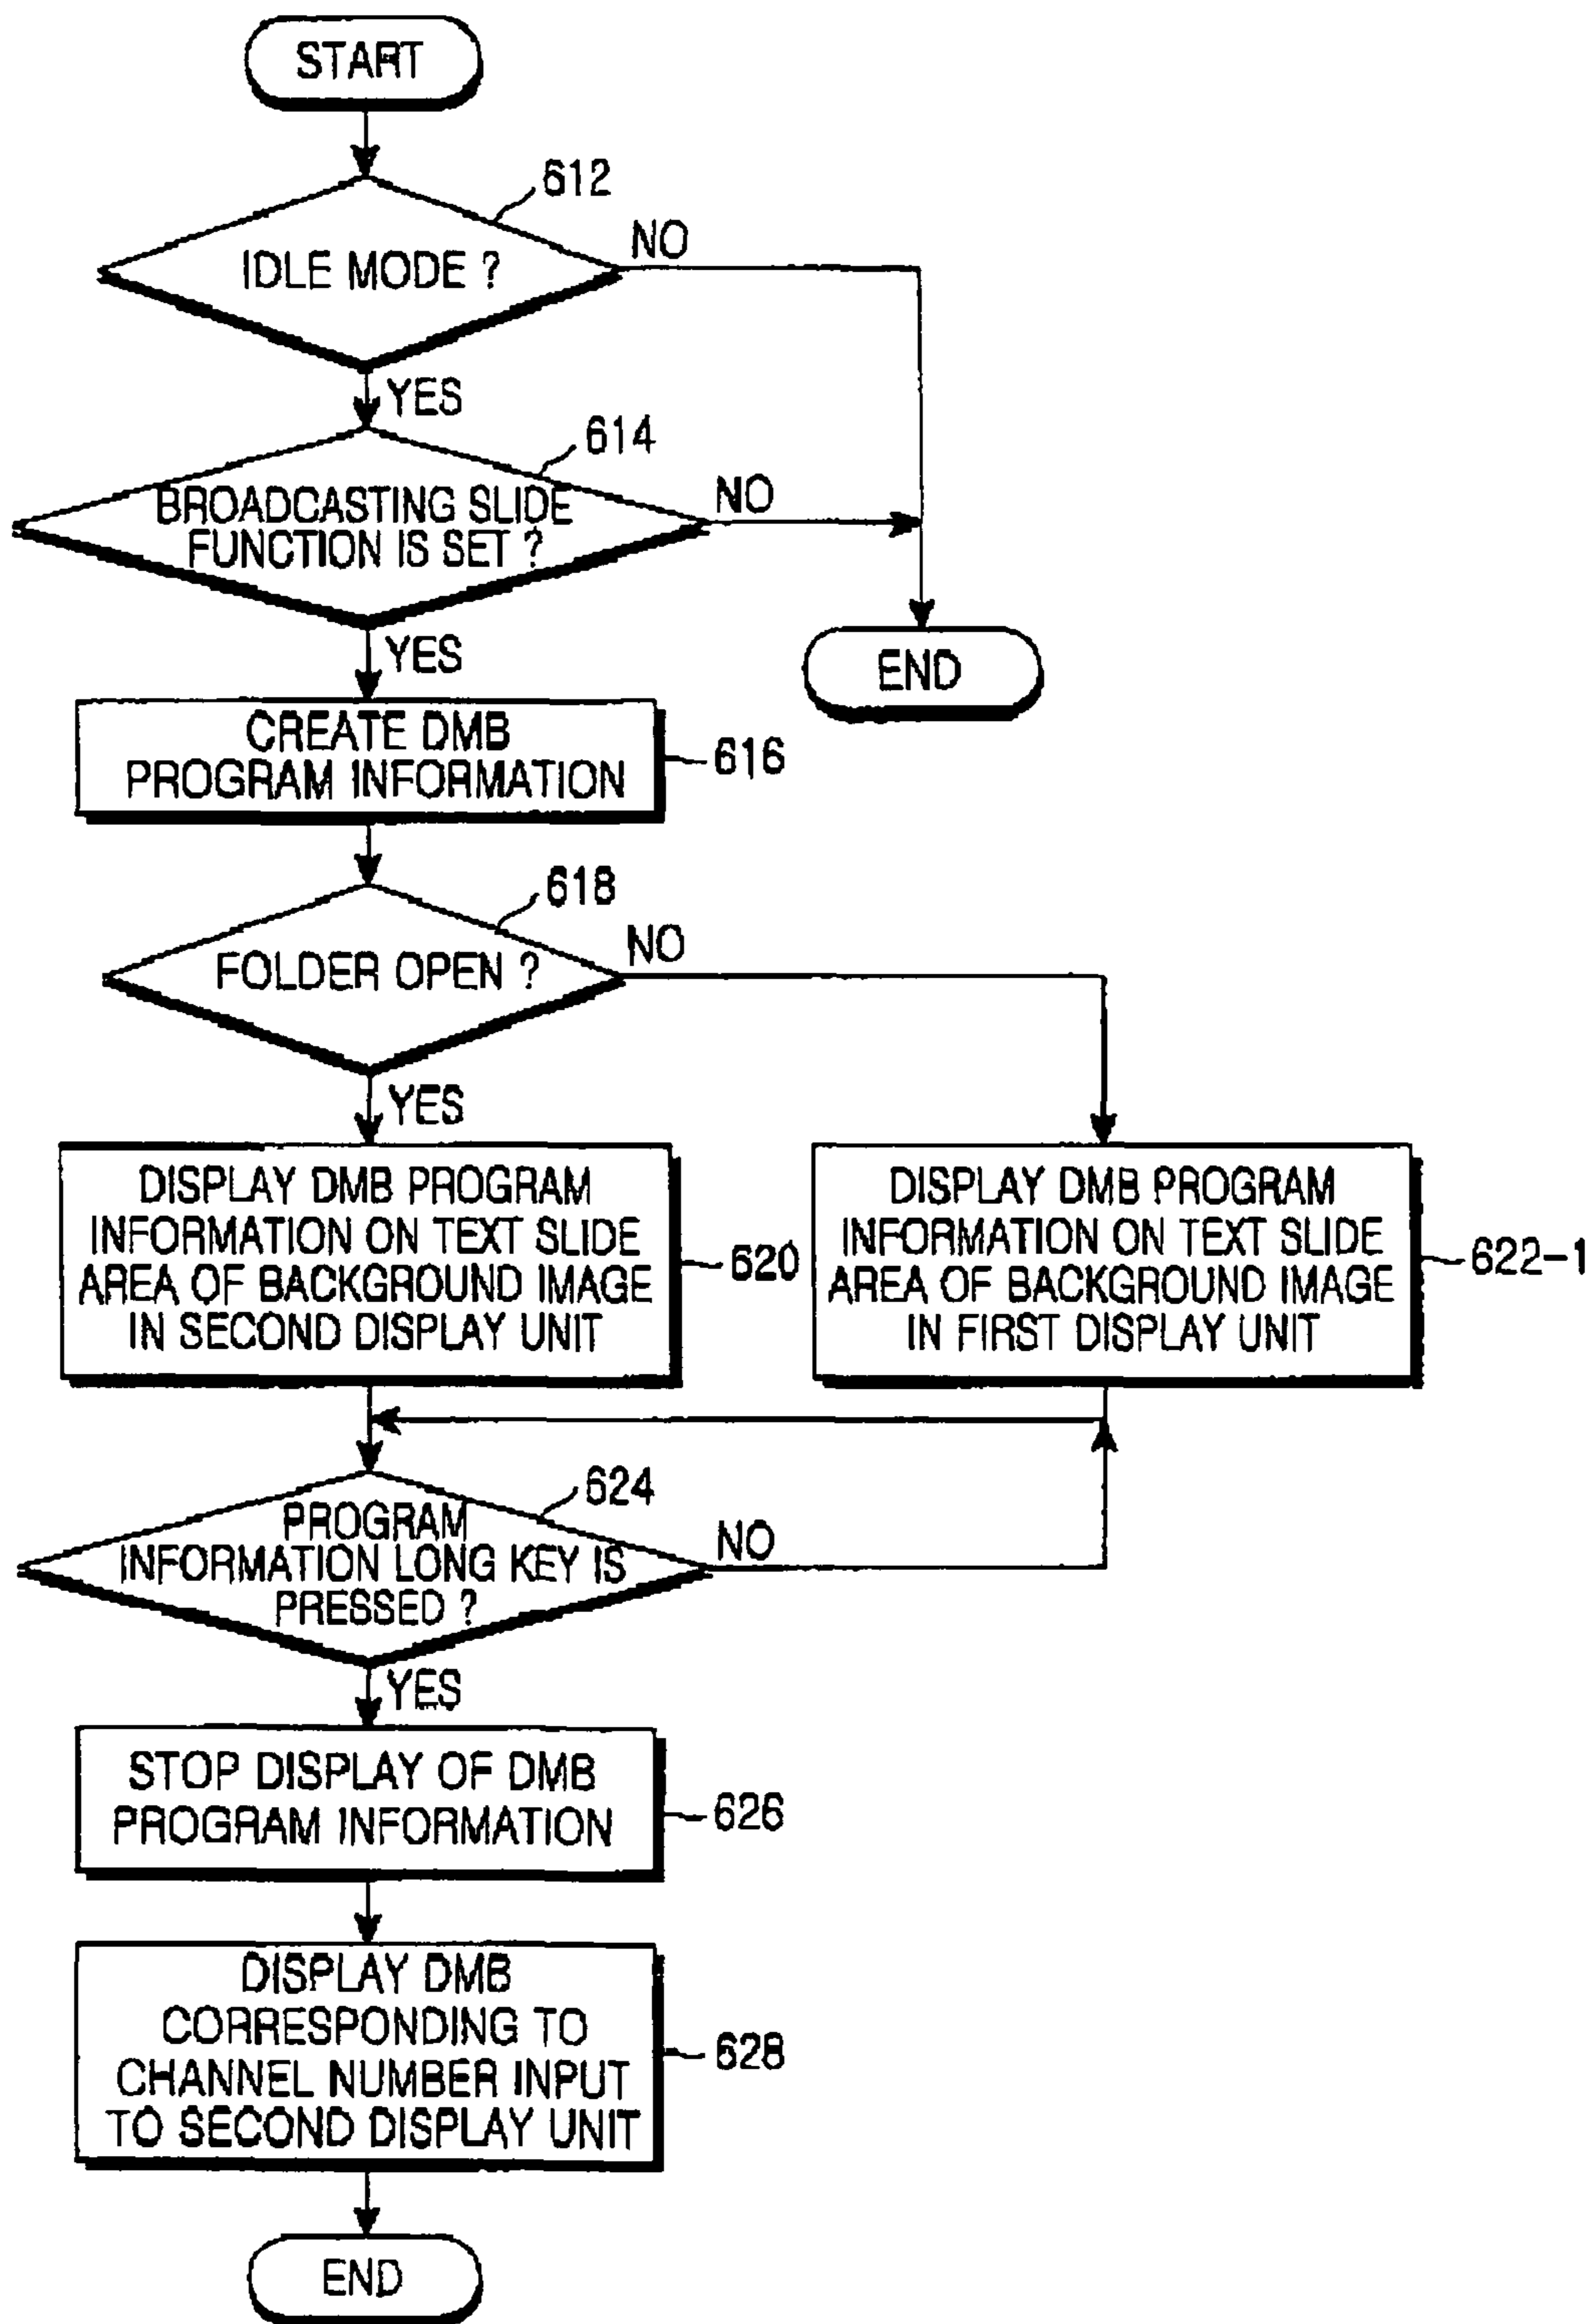 START
612
IDLE MODE ?
NO
YES
614
BROADCASTING SLIDE
FUNCTION IS SET ?
NO
YES
END
CREATE DMB
PROGRAM INFORMATION
616
618
FOLDER OPEN ?
NO
YES
DISPLAY DMB PROGRAM
INFORMATION ON TEXT SLIDE
AREA OF BACKGROUND IMAGE
IN SECOND DISPLAY UNIT
620
DISPLAY DMB PROGRAM
INFORMATION ON TEXT SLIDE
AREA OF BACKGROUND IMAGE
IN FIRST DISPLAY UNIT
622-1
624
PROGRAM
INFORMATION LONG KEY IS
PRESSED ?
NO
YES
STOP DISPLAY OF DMB
PROGRAM INFORMATION
626
DISPLAY DMB
CORRESPONDING TO
CHANNEL NUMBER INPUT
TO SECOND DISPLAY UNIT
628
END